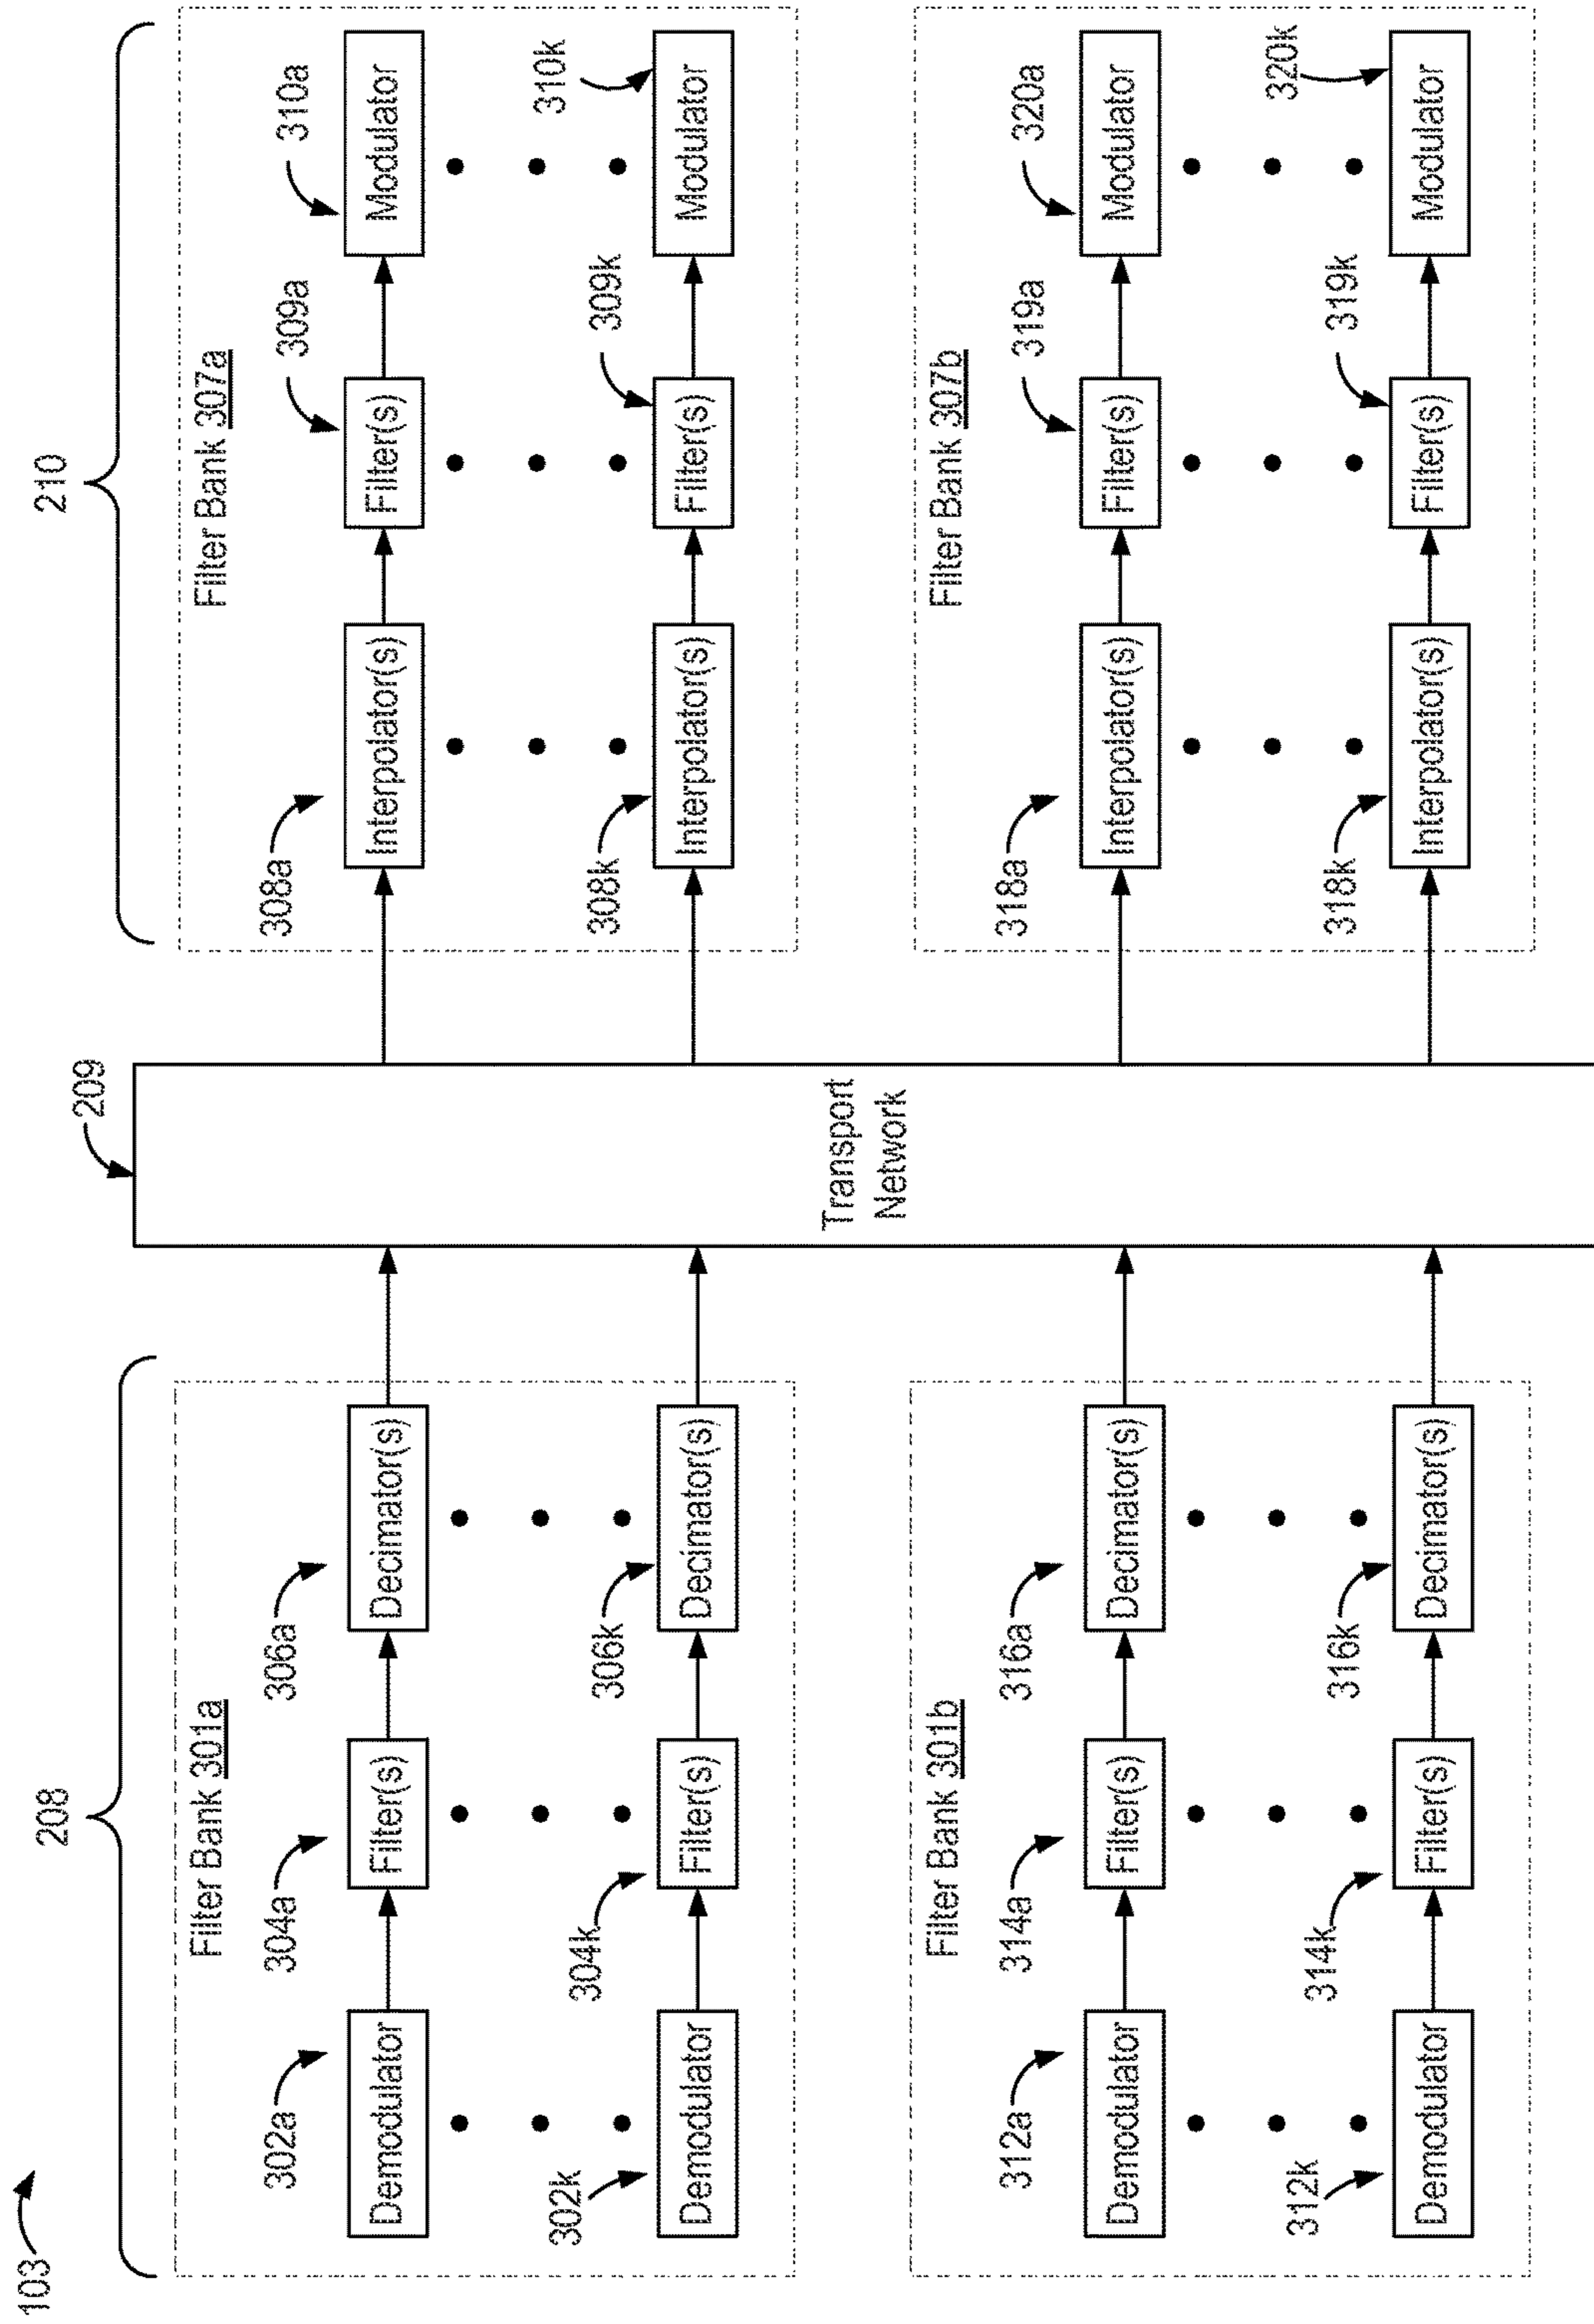 103
208
209
210
Filter Bank 301a
302a
304a
306a
Demodulator
Filter(s)
Decimator(s)
302k
304k
306k
Demodulator
Filter(s)
Decimator(s)
Filter Bank 301b
312a
314a
316a
Demodulator
Filter(s)
Decimator(s)
312k
314k
316k
Demodulator
Filter(s)
Decimator(s)
Transport
Network
Filter Bank 307a
308a
309a
310a
Interpolator(s)
Filter(s)
Modulator
308k
309k
310k
Interpolator(s)
Filter(s)
Modulator
Filter Bank 307b
318a
319a
320a
Interpolator(s)
Filter(s)
Modulator
318k
319k
320k
Interpolator(s)
Filter(s)
Modulator